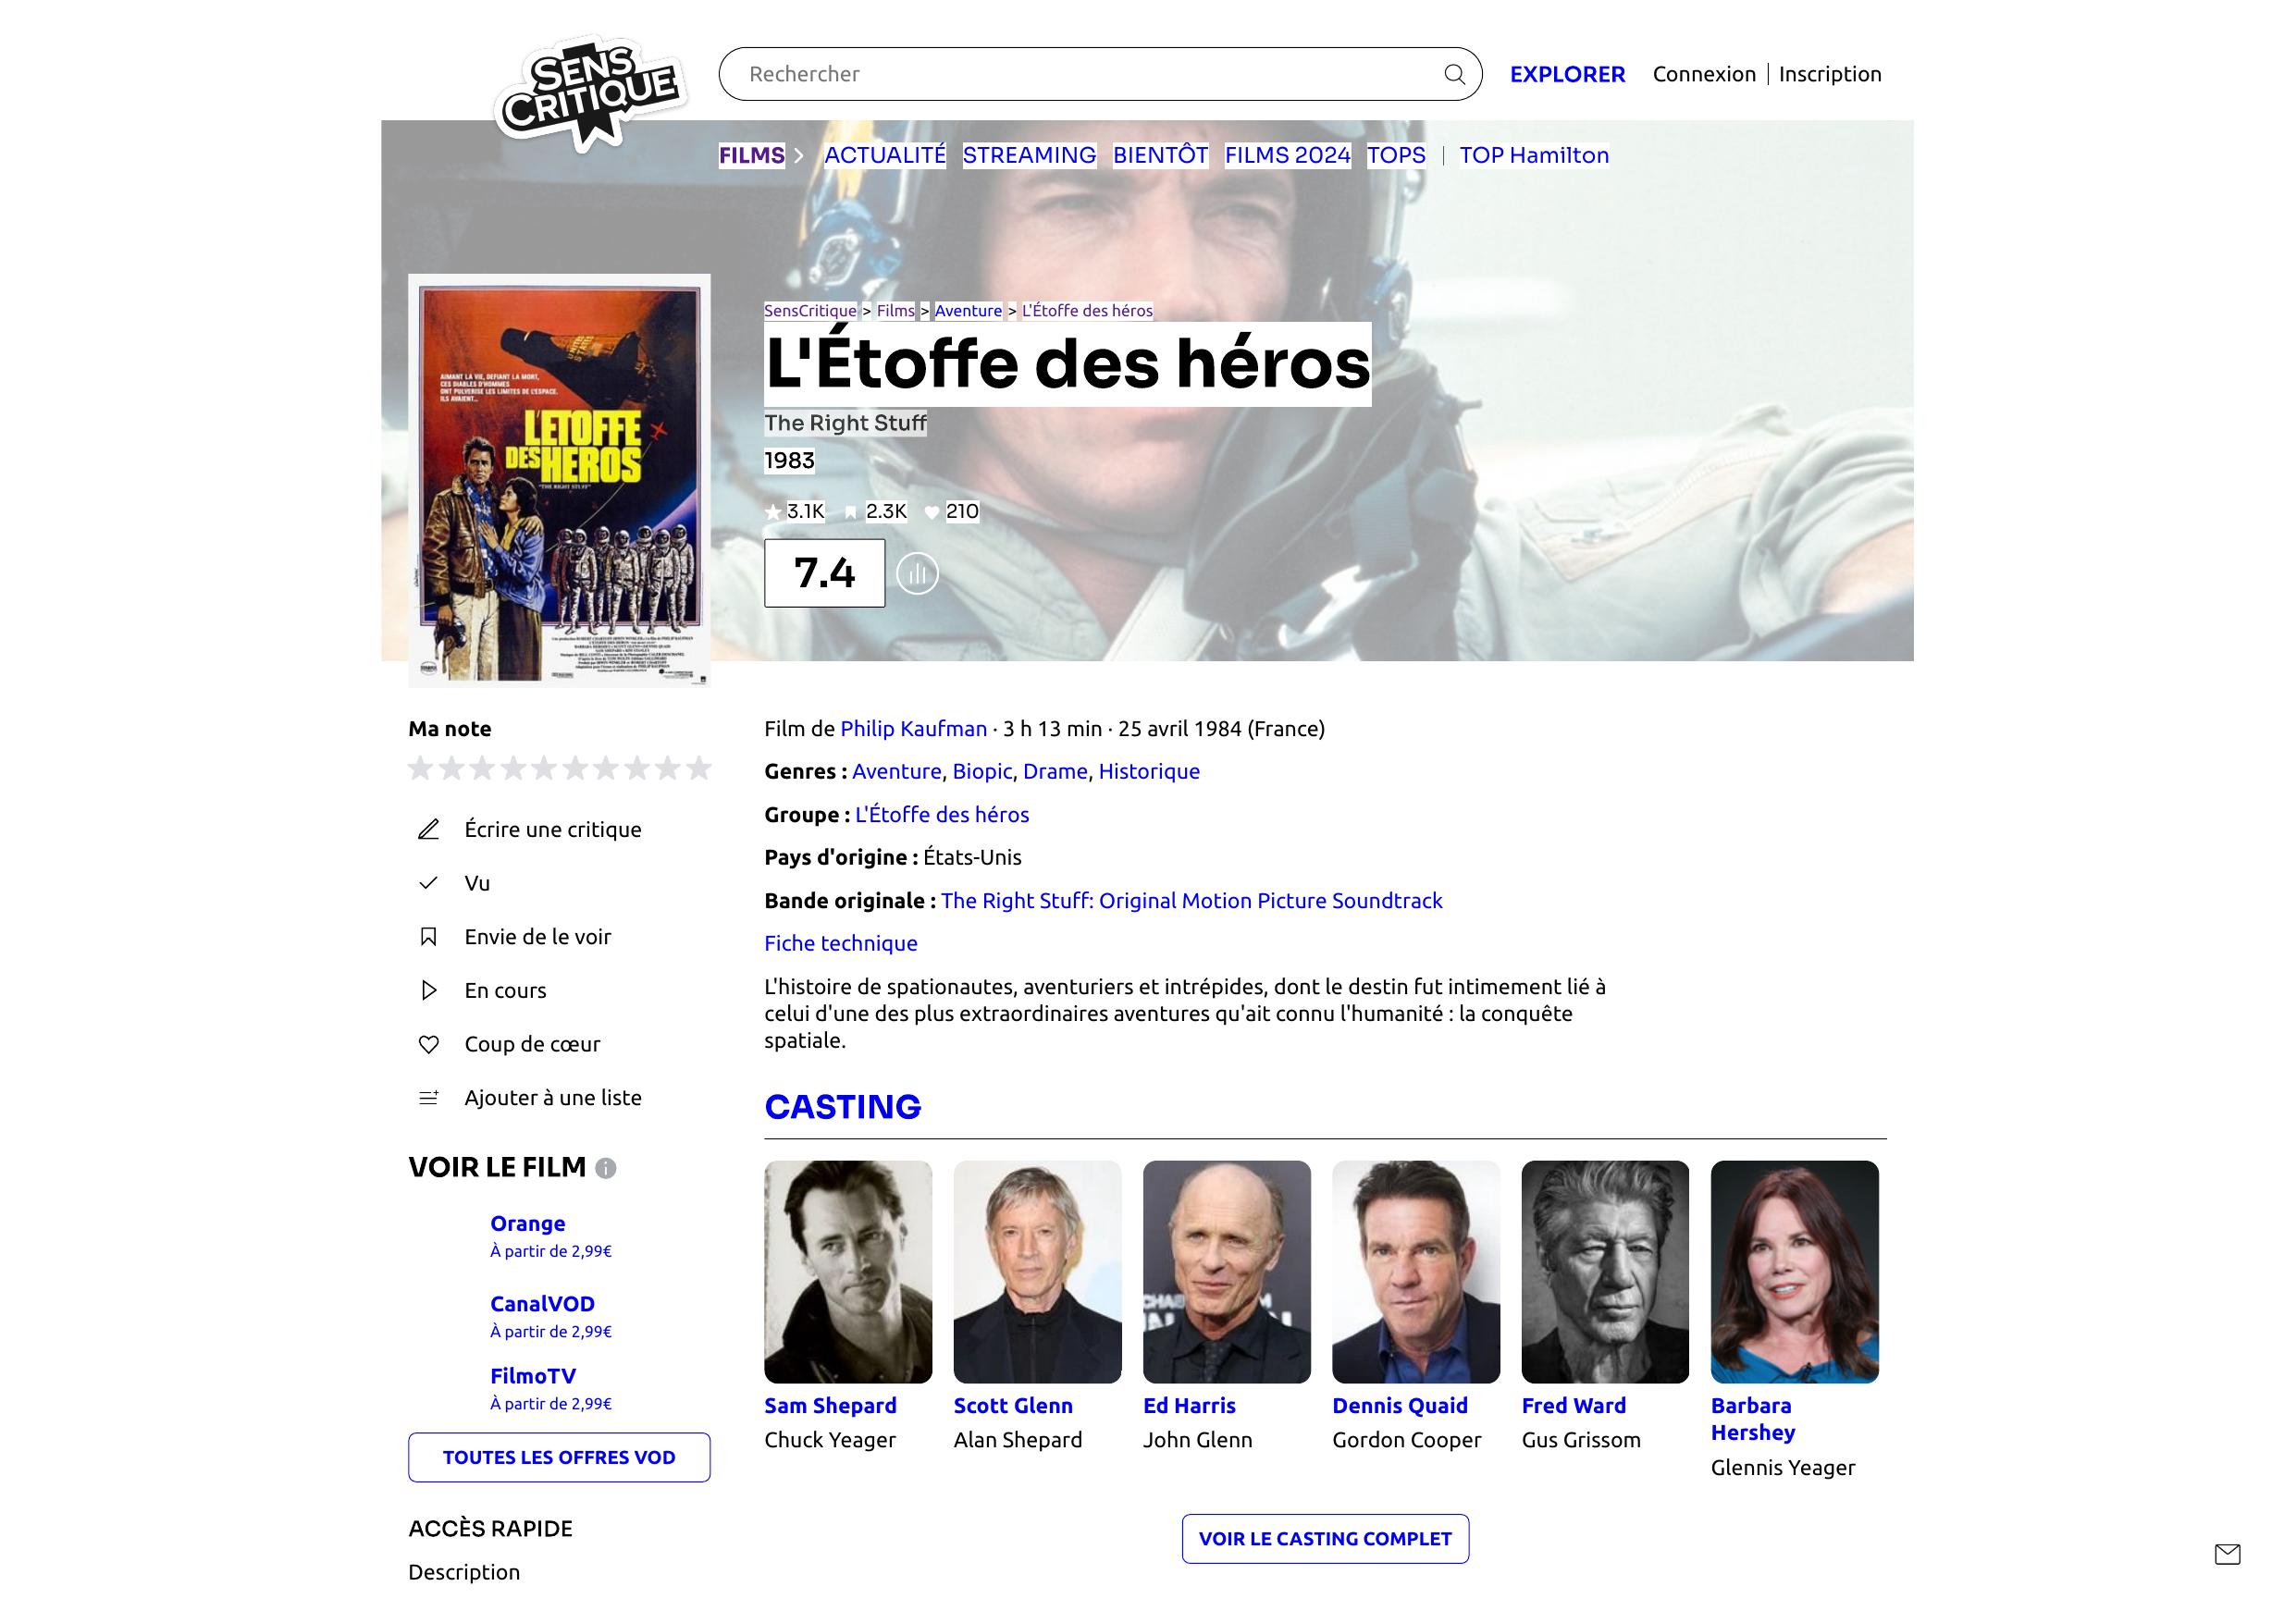 SENS
CRITIQUE
Rechercher
EXPLORER
Connexion
Inscription
FILMS
ACTUALITÉ
STREAMING
BIENTÔT
FILMS 2024
TOPS
TOP Hamilton
SensCritique > Films > Aventure > L'Étoffe des héros
L'Étoffe des héros
The Right Stuff
1983
3.1K 2.3K 210
7.4
AIMANT LA VIE, DEFIANT LA MORT,
CES DIABLES D'HOMMES
ONT PULVERISE LES LIMITES DE L'ESPACE.
ILS AVAIENT...
L'ETOFFE
DES HEROS
"THE RIGHT STUFF"
Ma note
Écrire une critique
Vu
Envie de le voir
En cours
Coup de cœur
Ajouter à une liste
VOIR LE FILM
Orange
À partir de 2,99€
CanalVOD
À partir de 2,99€
FilmoTV
À partir de 2,99€
TOUTES LES OFFRES VOD
ACCÈS RAPIDE
Description
Film de Philip Kaufman · 3 h 13 min · 25 avril 1984 (France)
Genres : Aventure, Biopic, Drame, Historique
Groupe : L'Étoffe des héros
Pays d'origine : États-Unis
Bande originale : The Right Stuff: Original Motion Picture Soundtrack
Fiche technique
L'histoire de spationautes, aventuriers et intrépides, dont le destin fut intimement lié à
celui d'une des plus extraordinaires aventures qu'ait connu l'humanité : la conquête
spatiale.
CASTING
Sam Shepard
Chuck Yeager
Scott Glenn
Alan Shepard
Ed Harris
John Glenn
Dennis Quaid
Gordon Cooper
Fred Ward
Gus Grissom
Barbara
Hershey
Glennis Yeager
VOIR LE CASTING COMPLET